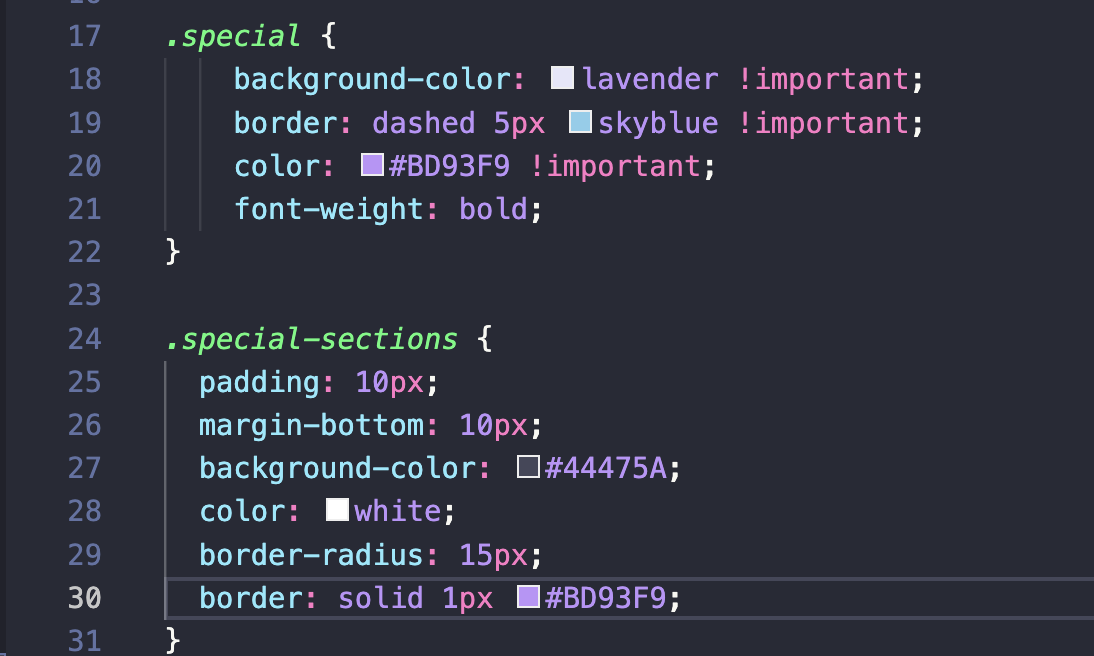 17 .special {
18 background-color: lavender !important;
19 border: dashed 5px skyblue !important;
20 color: #BD93F9 !important;
21 font-weight: bold;
22 }
23
24 .special-sections {
25 padding: 10px;
26 margin-bottom: 10px;
27 background-color: #44475A;
28 color: white;
29 border-radius: 15px;
30 border: solid 1px #BD93F9;
31 }